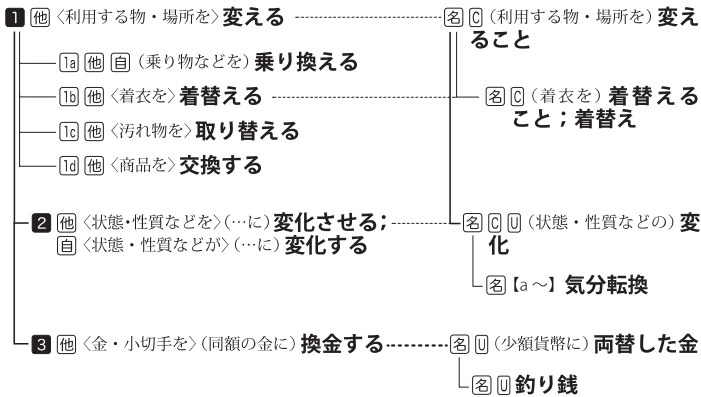 1 他〈利用する物・場所を〉変える
1a 他 自（乗り物などを）乗り換える
1b 他〈着衣を〉着替える
1c 他〈汚れ物を〉取り替える
1d 他〈商品を〉交換する
2 他〈状態・性質などを〉(…に) 変化させる；
自〈状態・性質などが〉(…に) 変化する
3 他〈金・小切手を〉(同額の金に) 換金する
名 C（利用する物・場所を）変え
ること
名 C（着衣を）着替える
こと；着替え
名 C U（状態・性質などの）変
化
名【a～】気分転換
名 U（少額貨幣に）両替した金
名 U 釣り銭